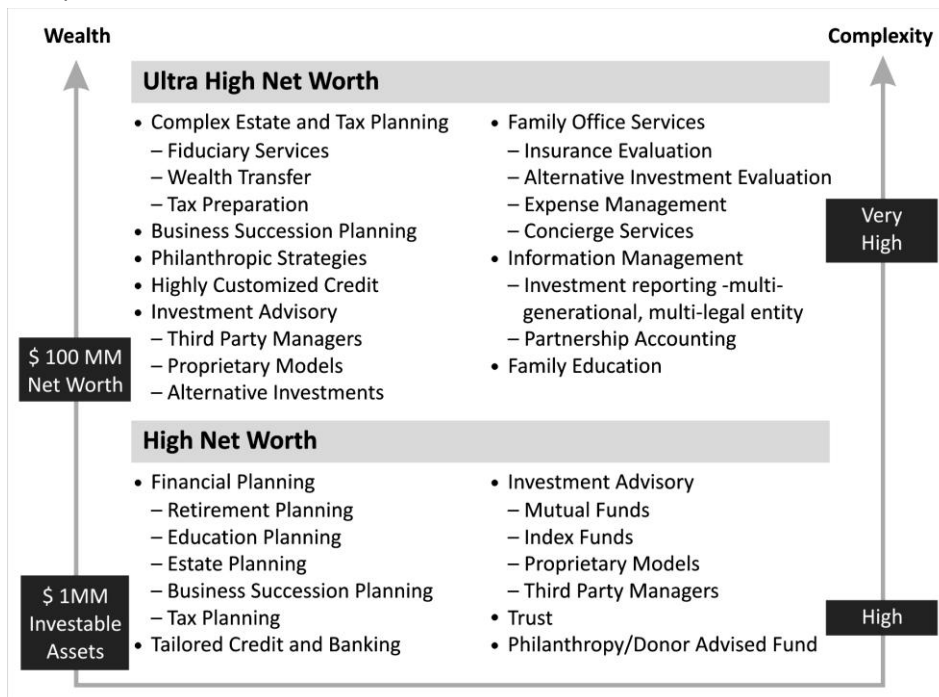 Wealth
Complexity
Ultra High Net Worth
• Complex Estate and Tax Planning
– Fiduciary Services
– Wealth Transfer
– Tax Preparation
• Business Succession Planning
• Philanthropic Strategies
• Highly Customized Credit
• Investment Advisory
– Third Party Managers
– Proprietary Models
– Alternative Investments
• Family Office Services
– Insurance Evaluation
– Alternative Investment Evaluation
– Expense Management
– Concierge Services
• Information Management
– Investment reporting -multi-
generational, multi-legal entity
– Partnership Accounting
• Family Education
Very
High
$ 100 MM
Net Worth
High Net Worth
• Financial Planning
– Retirement Planning
– Education Planning
– Estate Planning
– Business Succession Planning
– Tax Planning
• Tailored Credit and Banking
• Investment Advisory
– Mutual Funds
– Index Funds
– Proprietary Models
– Third Party Managers
• Trust
• Philanthropy/Donor Advised Fund
$ 1MM
Investable
Assets
High